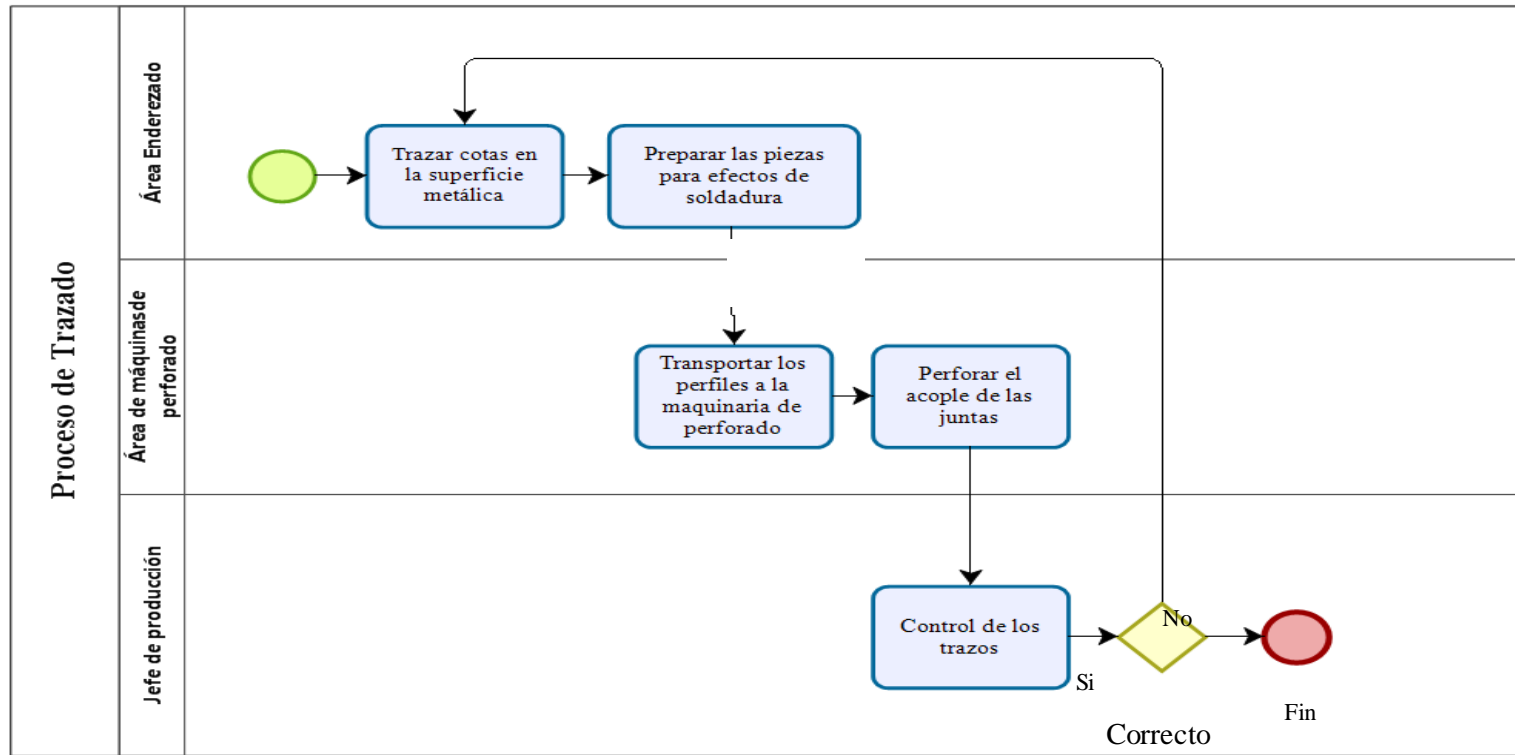 Proceso de Trazado
Área Enderezado
Trazar cotas en
la superficie
metálica
Preparar las piezas
para efectos de
soldadura
Área de máquinasde
perforado
Transportar los
perfiles a la
maquinaria de
perforado
Perforar el
acople de las
juntas
Jefe de producción
Control de los
trazos
No
Si
Correcto
Fin